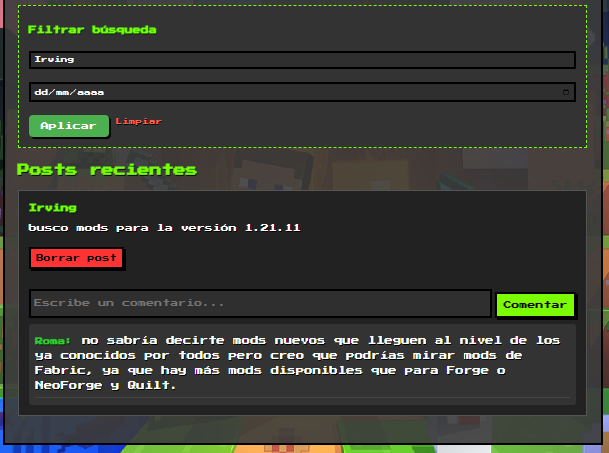 Filtrar búsqueda
Irving
dd/mm/aaaa
Aplicar Limpiar
Posts recientes
Irving
busco mods para la versión 1.21.11
Borrar post
Escribe un comentario... Comentar
Roma: no sabría decirte mods nuevos que lleguen al nivel de los
ya conocidos por todos pero creo que podrías mirar mods de
Fabric, ya que hay más mods disponibles que para Forge o
NeoForge y Quilt.